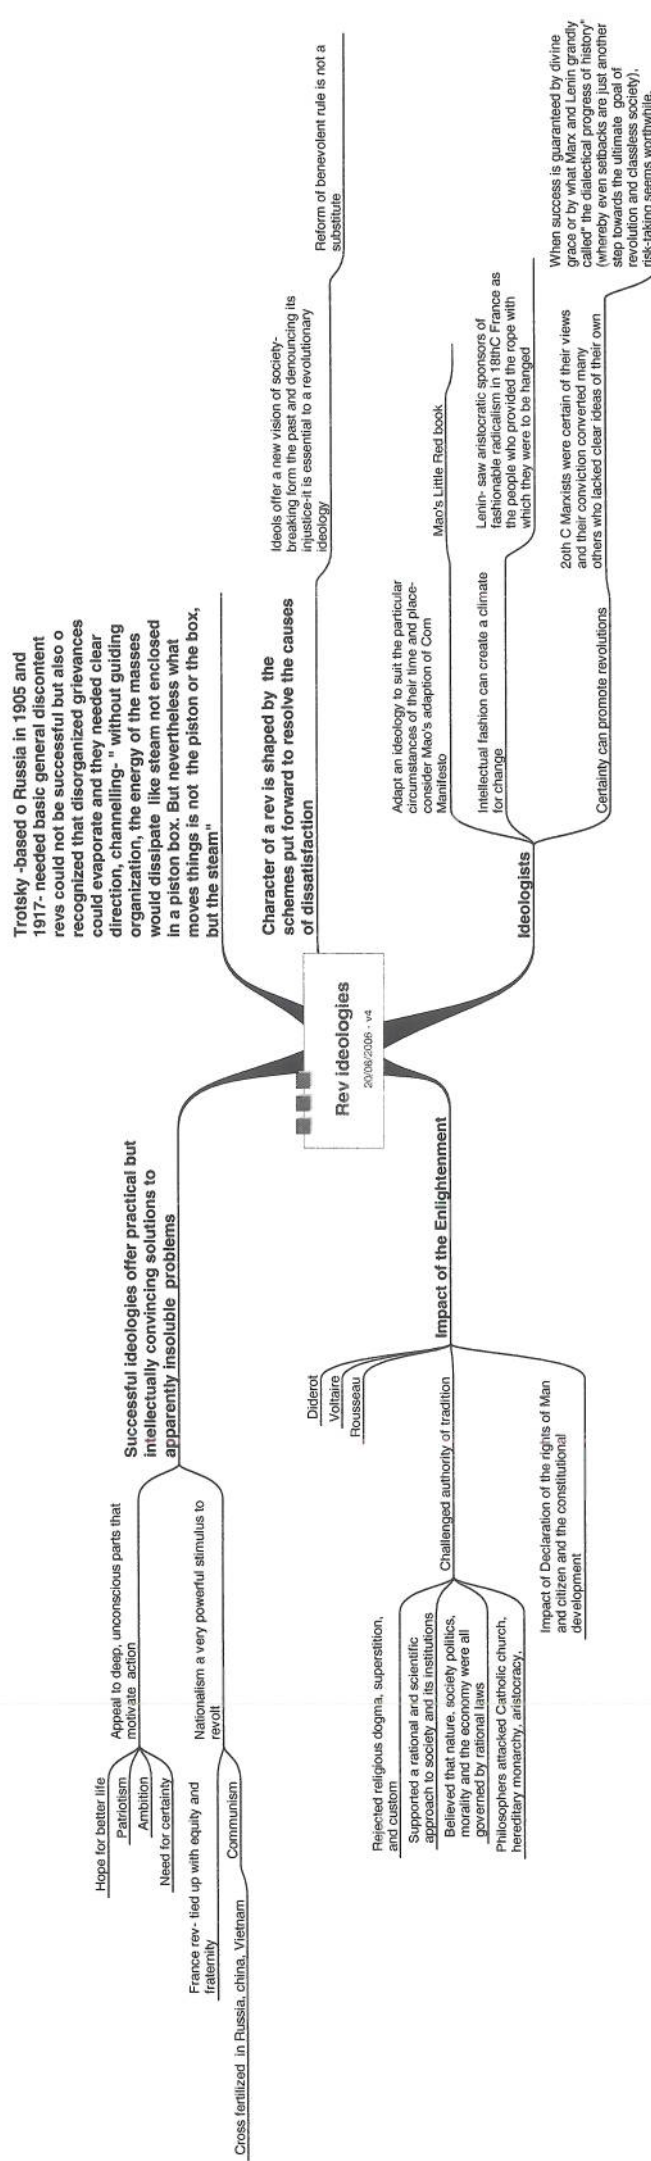 Rev ideologies
20/06/2006 - v4
Trotsky -based o Russia in 1905 and
1917- needed basic general discontent
revs could not be successful but also o
recognized that disorganized grievances
could evaporate and they needed clear
direction, channelling- " without guiding
organization, the energy of the masses
would dissipate like steam not enclosed
in a piston box. But nevertheless what
moves things is not the piston or the box,
but the steam"
Character of a rev is shaped by the
schemes put forward to resolve the causes
of dissatisfaction
Ideols offer a new vision of society-
breaking form the past and denouncing its
injustice-it is essential to a revolutionary
ideology
Reform of benevolent rule is not a
substitute
Ideologists
Adapt an ideology to suit the particular
circumstances of their time and place-
consider Mao's adaption of Com
Manifesto
Mao's Little Red book
Intellectual fashion can create a climate
for change
Lenin- saw aristocratic sponsors of
fashionable radicalism in 18thC France as
the people who provided the rope with
which they were to be hanged
Certainty can promote revolutions
2oth C Marxists were certain of their views
and their conviction converted many
others who lacked clear ideas of their own
When success is guaranteed by divine
grace or by what Marx and Lenin grandly
called" the dialectical progress of history"
(whereby even setbacks are just another
step towards the ultimate goal of
revolution and classless society),
risk-taking seems worthwhile.
Successful ideologies offer practical but
intellectually convincing solutions to
apparently insoluble problems
Appeal to deep, unconscious parts that
motivate action
Hope for better life
Patriotism
Ambition
Need for certainty
Nationalism a very powerful stimulus to
revolt
France rev- tied up with equity and
fraternity
Communism
Cross fertilized in Russia, china, Vietnam
Impact of the Enlightenment
Diderot
Voltaire
Rousseau
Challenged authority of tradition
Rejected religious dogma, superstition,
and custom
Supported a rational and scientific
approach to society and its institutions
Believed that nature, society politics,
morality and the economy were all
governed by rational laws
Philosophers attacked Catholic church,
hereditary monarchy, aristocracy,
Impact of Declaration of the rights of Man
and citizen and the constitutional
development